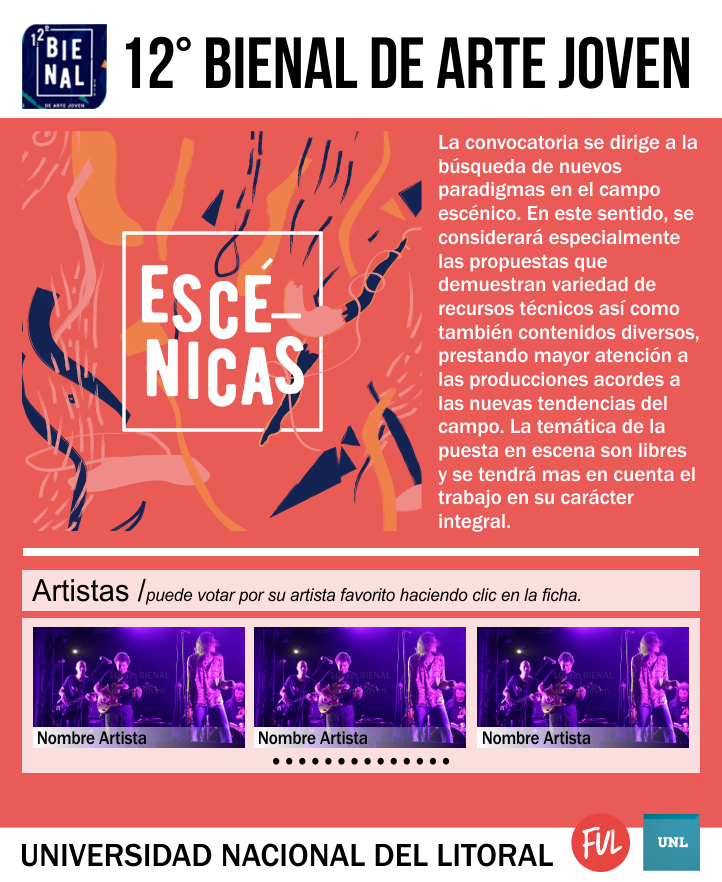 12°
BIE
NAL
DE ARTE JOVEN
12° BIENAL DE ARTE JOVEN
ESCÉ–
NICAS
La convocatoria se dirige a la
búsqueda de nuevos
paradigmas en el campo
escénico. En este sentido, se
considerará especialmente
las propuestas que
demuestran variedad de
recursos técnicos así como
también contenidos diversos,
prestando mayor atención a
las producciones acordes a
las nuevas tendencias del
campo. La temática de la
puesta en escena son libres
y se tendrá mas en cuenta el
trabajo en su carácter
integral.
Artistas /puede votar por su artista favorito haciendo clic en la ficha.
BIENAL
BIENAL
BIENAL
Nombre Artista
Nombre Artista
Nombre Artista
UNIVERSIDAD NACIONAL DEL LITORAL
FUL
UNL